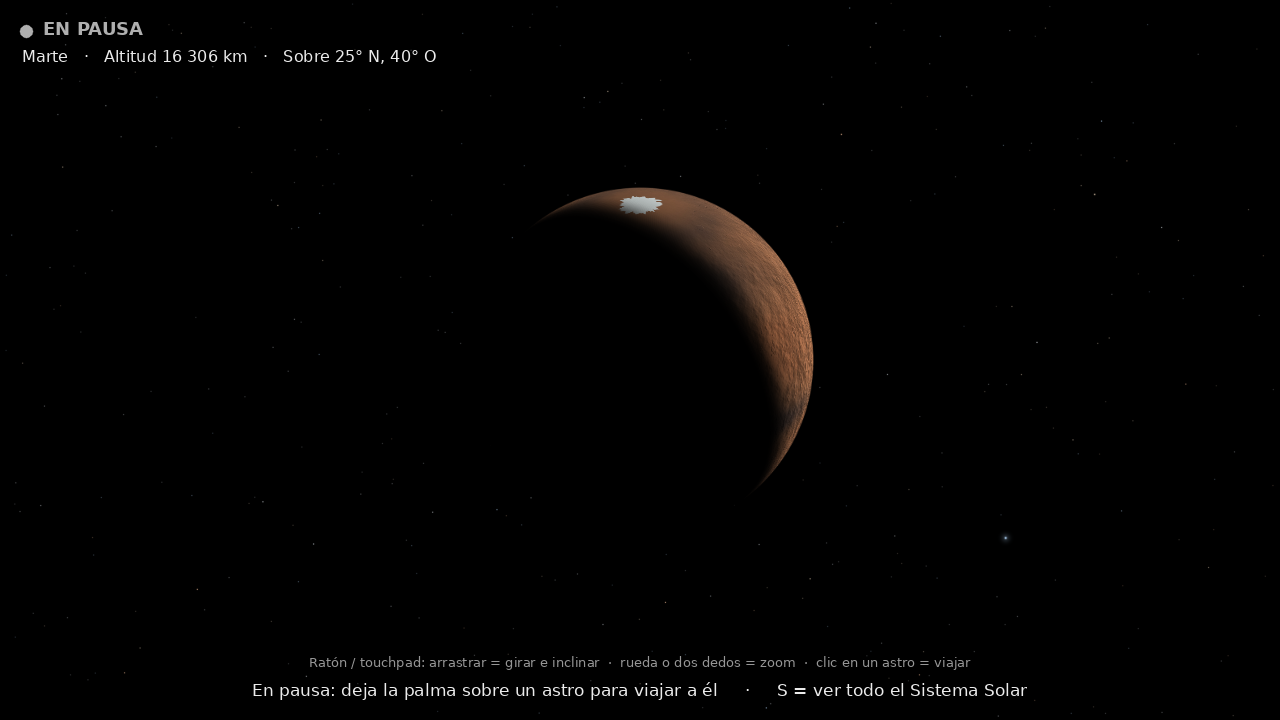 EN PAUSA
Marte · Altitud 16 306 km · Sobre 25° N, 40° O
Ratón / touchpad: arrastrar = girar e inclinar · rueda o dos dedos = zoom · clic en un astro = viajar
En pausa: deja la palma sobre un astro para viajar a él · S = ver todo el Sistema Solar